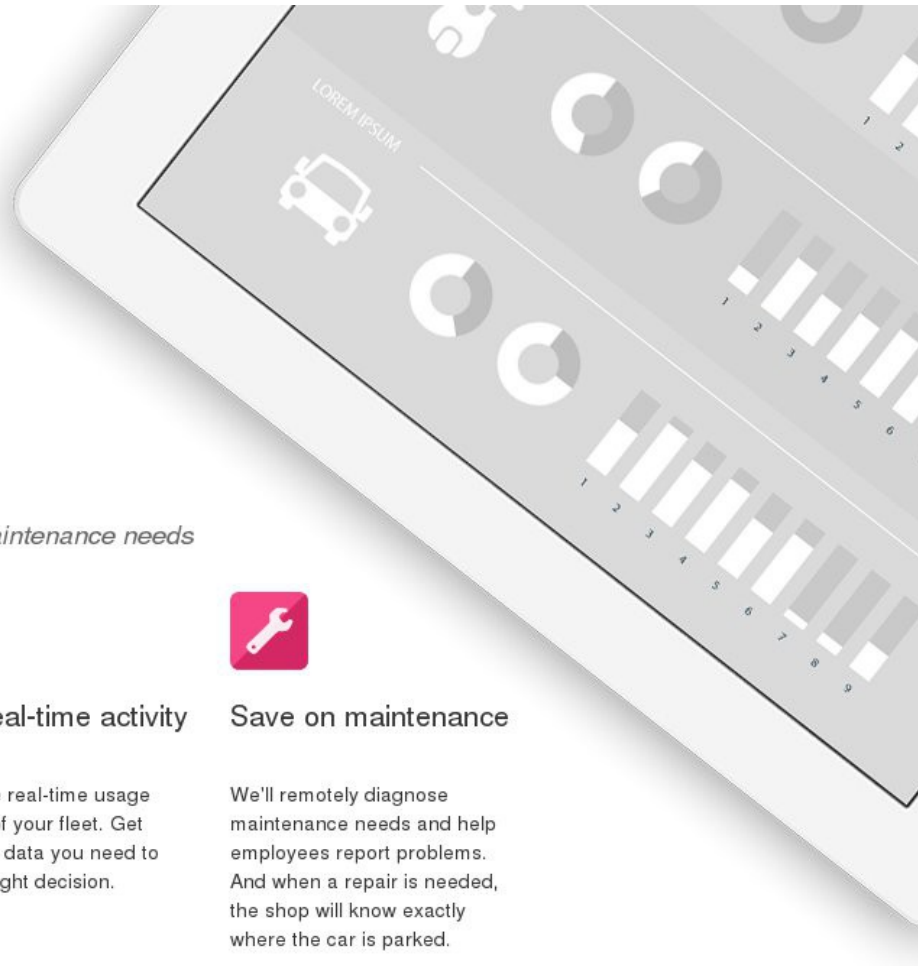 LOREM IPSUM
1 2
1 2 3 4 5 6
1 2 3 4 5 6 7 8 9
aintenance needs
eal-time activity
real-time usage
f your fleet. Get
data you need to
ght decision.
Save on maintenance
We'll remotely diagnose
maintenance needs and help
employees report problems.
And when a repair is needed,
the shop will know exactly
where the car is parked.